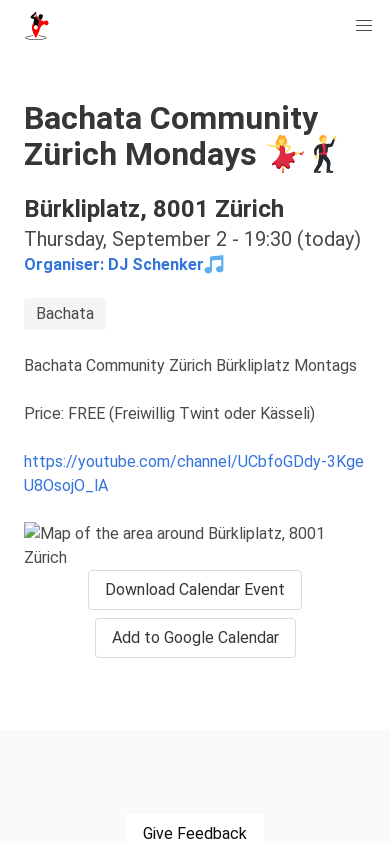 Bachata Community
Zürich Mondays 💃🕺
Bürkliplatz, 8001 Zürich
Thursday, September 2 - 19:30 (today)
Organiser: DJ Schenker🎵
Bachata
Bachata Community Zürich Bürkliplatz Montags
Price: FREE (Freiwillig Twint oder Kässeli)
https://youtube.com/channel/UCbfoGDdy-3Kge
U8OsojO_lA
Map of the area around Bürkliplatz, 8001
Zürich
Download Calendar Event
Add to Google Calendar
Give Feedback